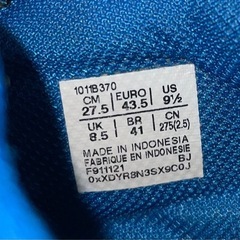 1011B370
CM EURO US
27.5 43.5 9½
UK BR CN
8.5 41 275(2.5)
MADE IN INDONESIA
FABRIQUE EN INDONESIE
F911121 BJ
0xXDYR8N3SX9C0J